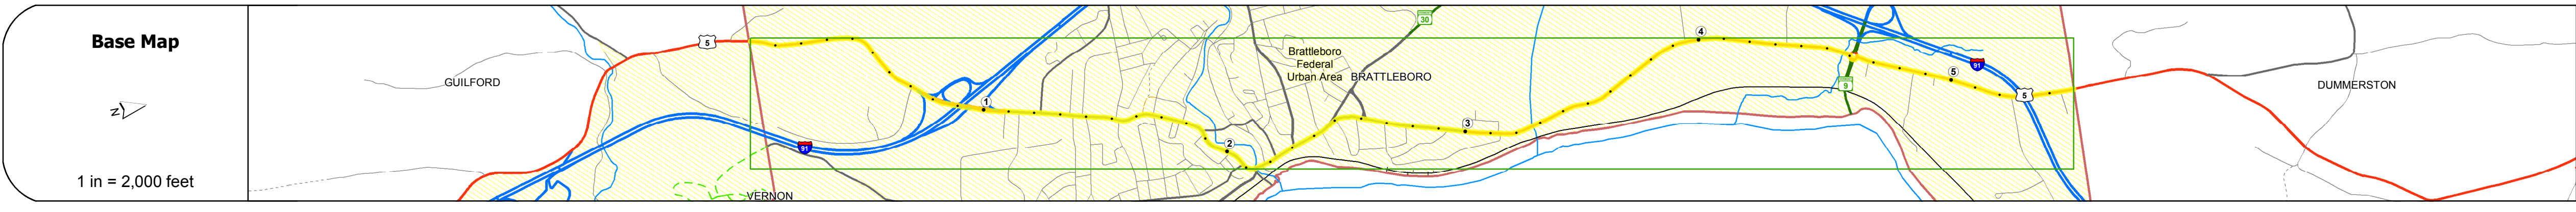 Base Map
N
1 in = 2,000 feet
GUILFORD
5
91
VERNON
1
2
30
Brattleboro
Federal
Urban Area
BRATTLEBORO
3
4
9
5
91
5
DUMMERSTON